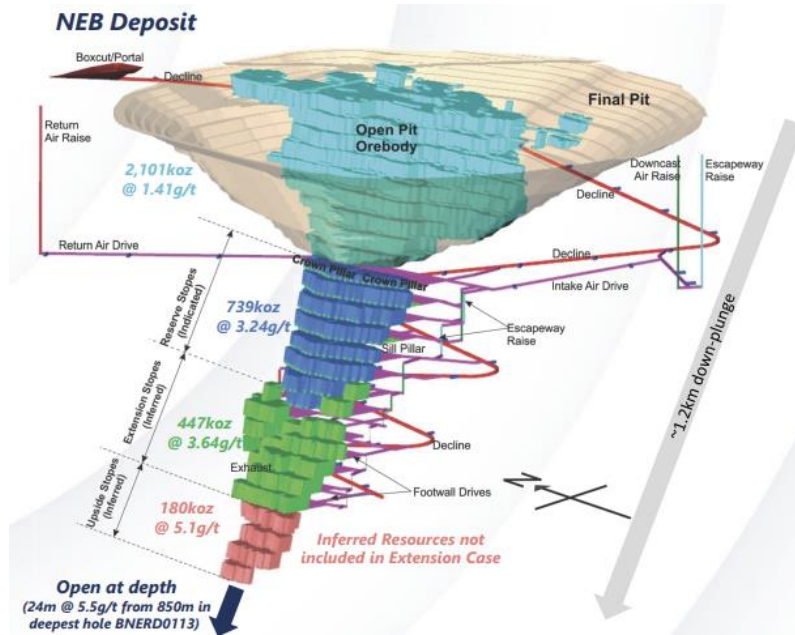 NEB Deposit
Boxcut/Portal
Decline
Final Pit
Open Pit
Orebody
Return
Air Raise
2,101koz
@ 1.41g/t
Downcast
Air Raise
Escapeway
Raise
Decline
Return Air Drive
Decline
Crown Pillar
Crown Pillar
Intake Air Drive
Reserve Stopes
(Indicated)
739koz
@ 3.24g/t
Escapeway
Raise
Sill Pillar
~1.2km down-plunge
Extension Stopes
(Inferred)
447koz
@ 3.64g/t
Decline
Exhaust
Footwall Drives
N
Upside Stopes
(Inferred)
180koz
@ 5.1g/t
Inferred Resources not
included in Extension Case
Open at depth
(24m @ 5.5g/t from 850m in
deepest hole BNERD0113)